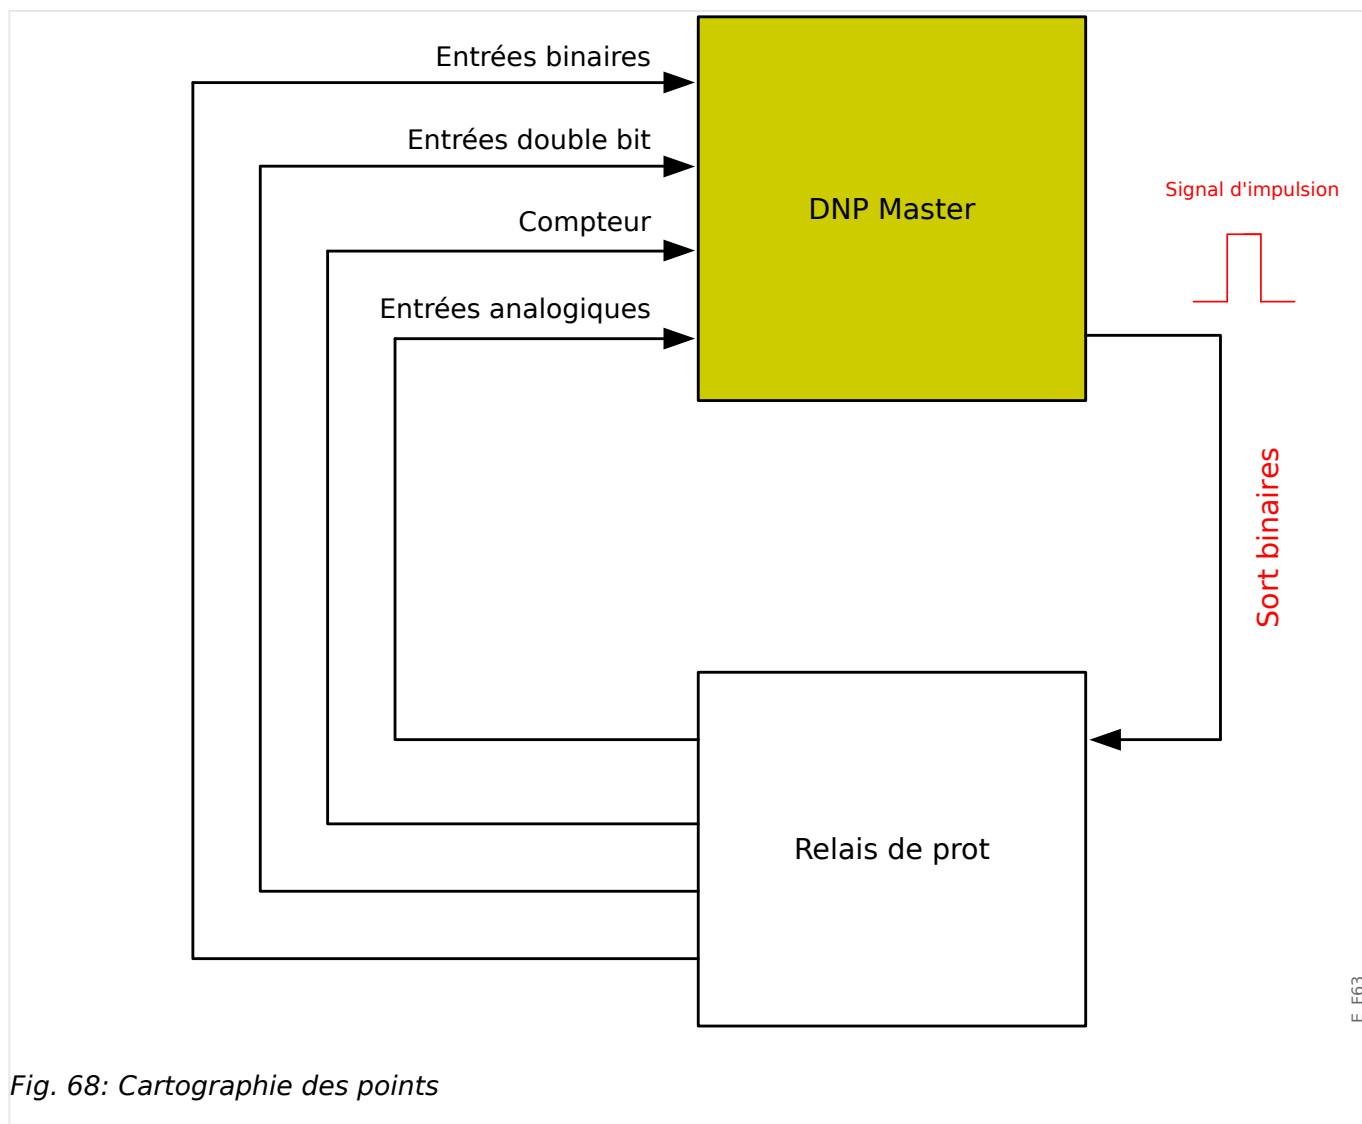 Entrées binaires
Entrées double bit
Compteur
Entrées analogiques
DNP Master
Signal d'impulsion
Sort binaires
Relais de prot
Fig. 68: Cartographie des points